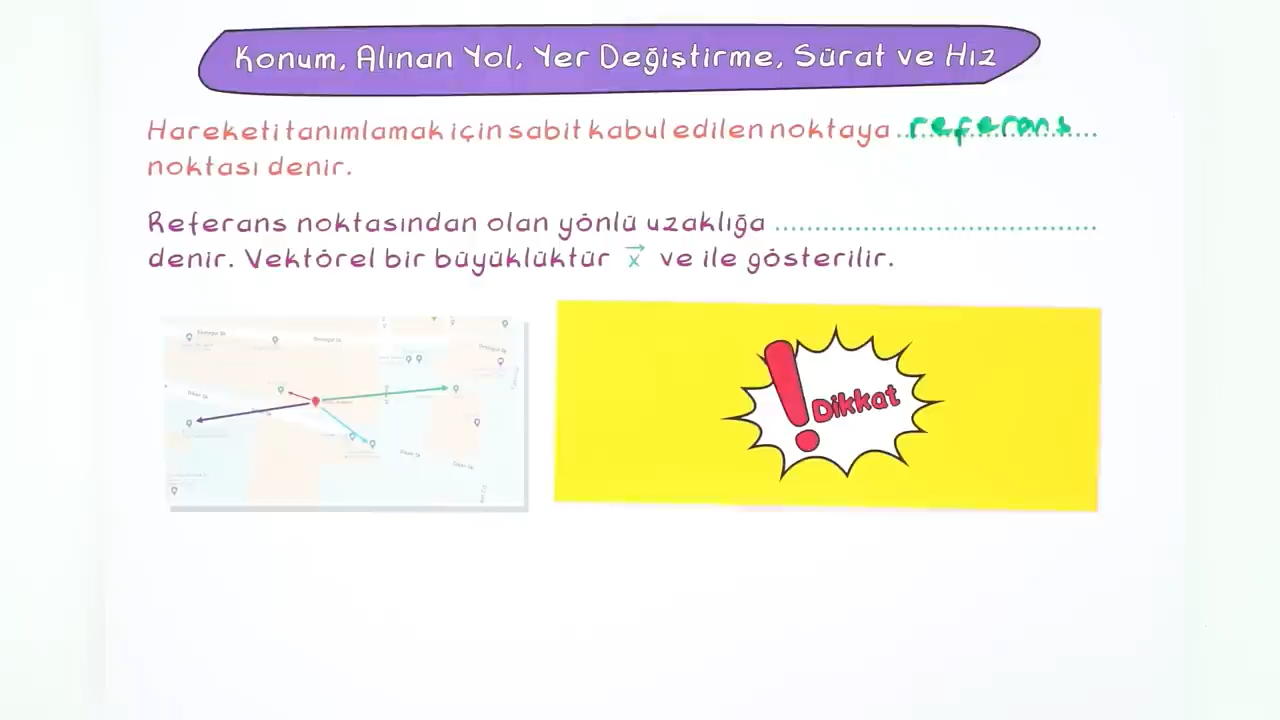 Konum, Alınan Yol, Yer Değiştirme, Sürat ve Hız
Hareketi tanımlamak için sabit kabul edilen noktaya ..referans...
noktası denir.
Referans noktasından olan yönlü uzaklığa ......................................
denir. Vektörel bir büyüklüktür x⃗ ve ile gösterilir.
Dikkat